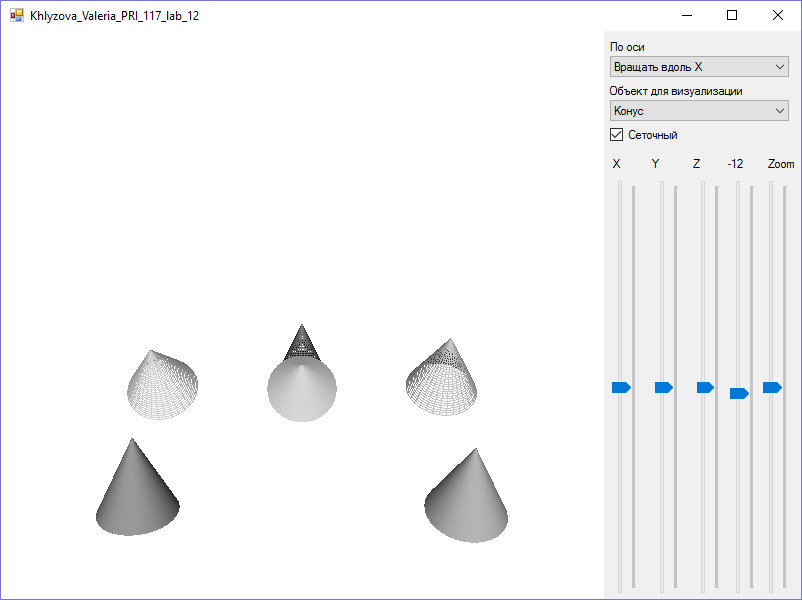 Khlyzova_Valeria_PRI_117_lab_12
По оси
Вращать вдоль X
Объект для визуализации
Конус
Сеточный
X Y Z -12 Zoom